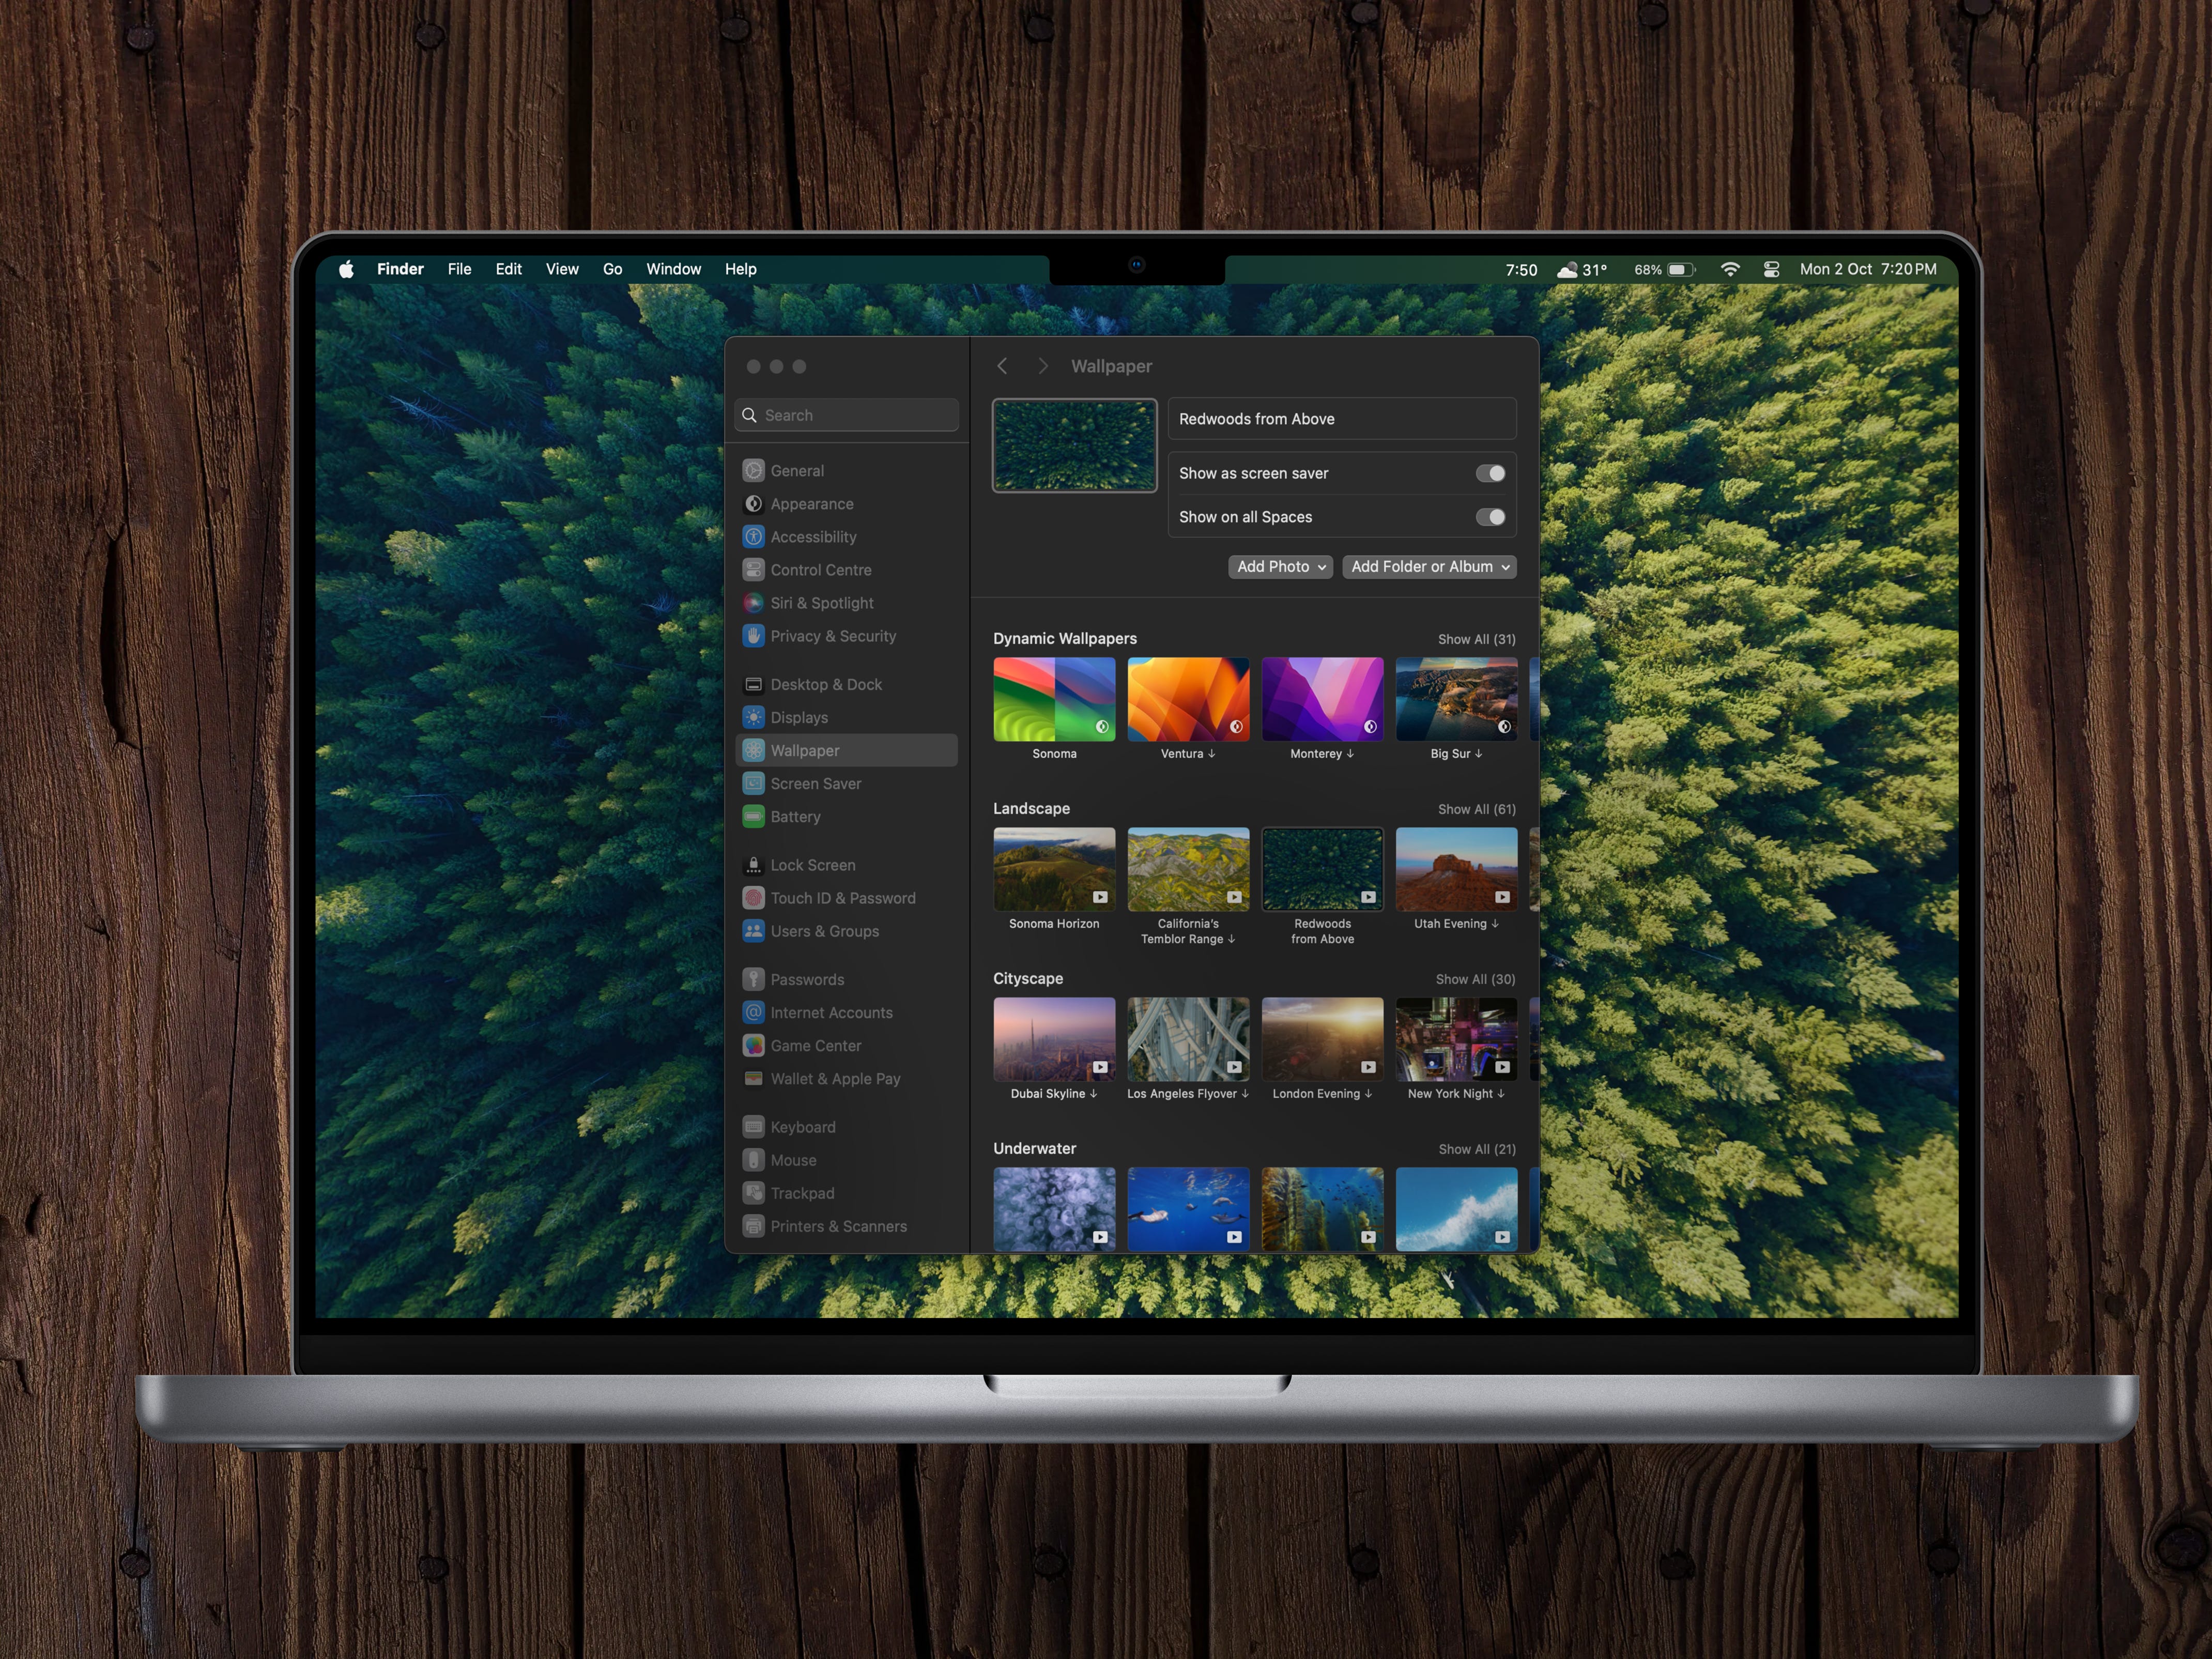 Finder File Edit View Go Window Help
7:50 31° 68% Mon 2 Oct 7:20 PM
Search
General
Appearance
Accessibility
Control Centre
Siri & Spotlight
Privacy & Security
Desktop & Dock
Displays
Wallpaper
Screen Saver
Battery
Lock Screen
Touch ID & Password
Users & Groups
Passwords
Internet Accounts
Game Center
Wallet & Apple Pay
Keyboard
Mouse
Trackpad
Printers & Scanners
Wallpaper
Redwoods from Above
Show as screen saver
Show on all Spaces
Add Photo Add Folder or Album
Dynamic Wallpapers Show All (31)
Sonoma Ventura ↓ Monterey ↓ Big Sur ↓
Landscape Show All (61)
Sonoma Horizon
California's
Temblor Range ↓
Redwoods
from Above
Utah Evening ↓
Cityscape Show All (30)
Dubai Skyline ↓ Los Angeles Flyover ↓ London Evening ↓ New York Night ↓
Underwater Show All (21)